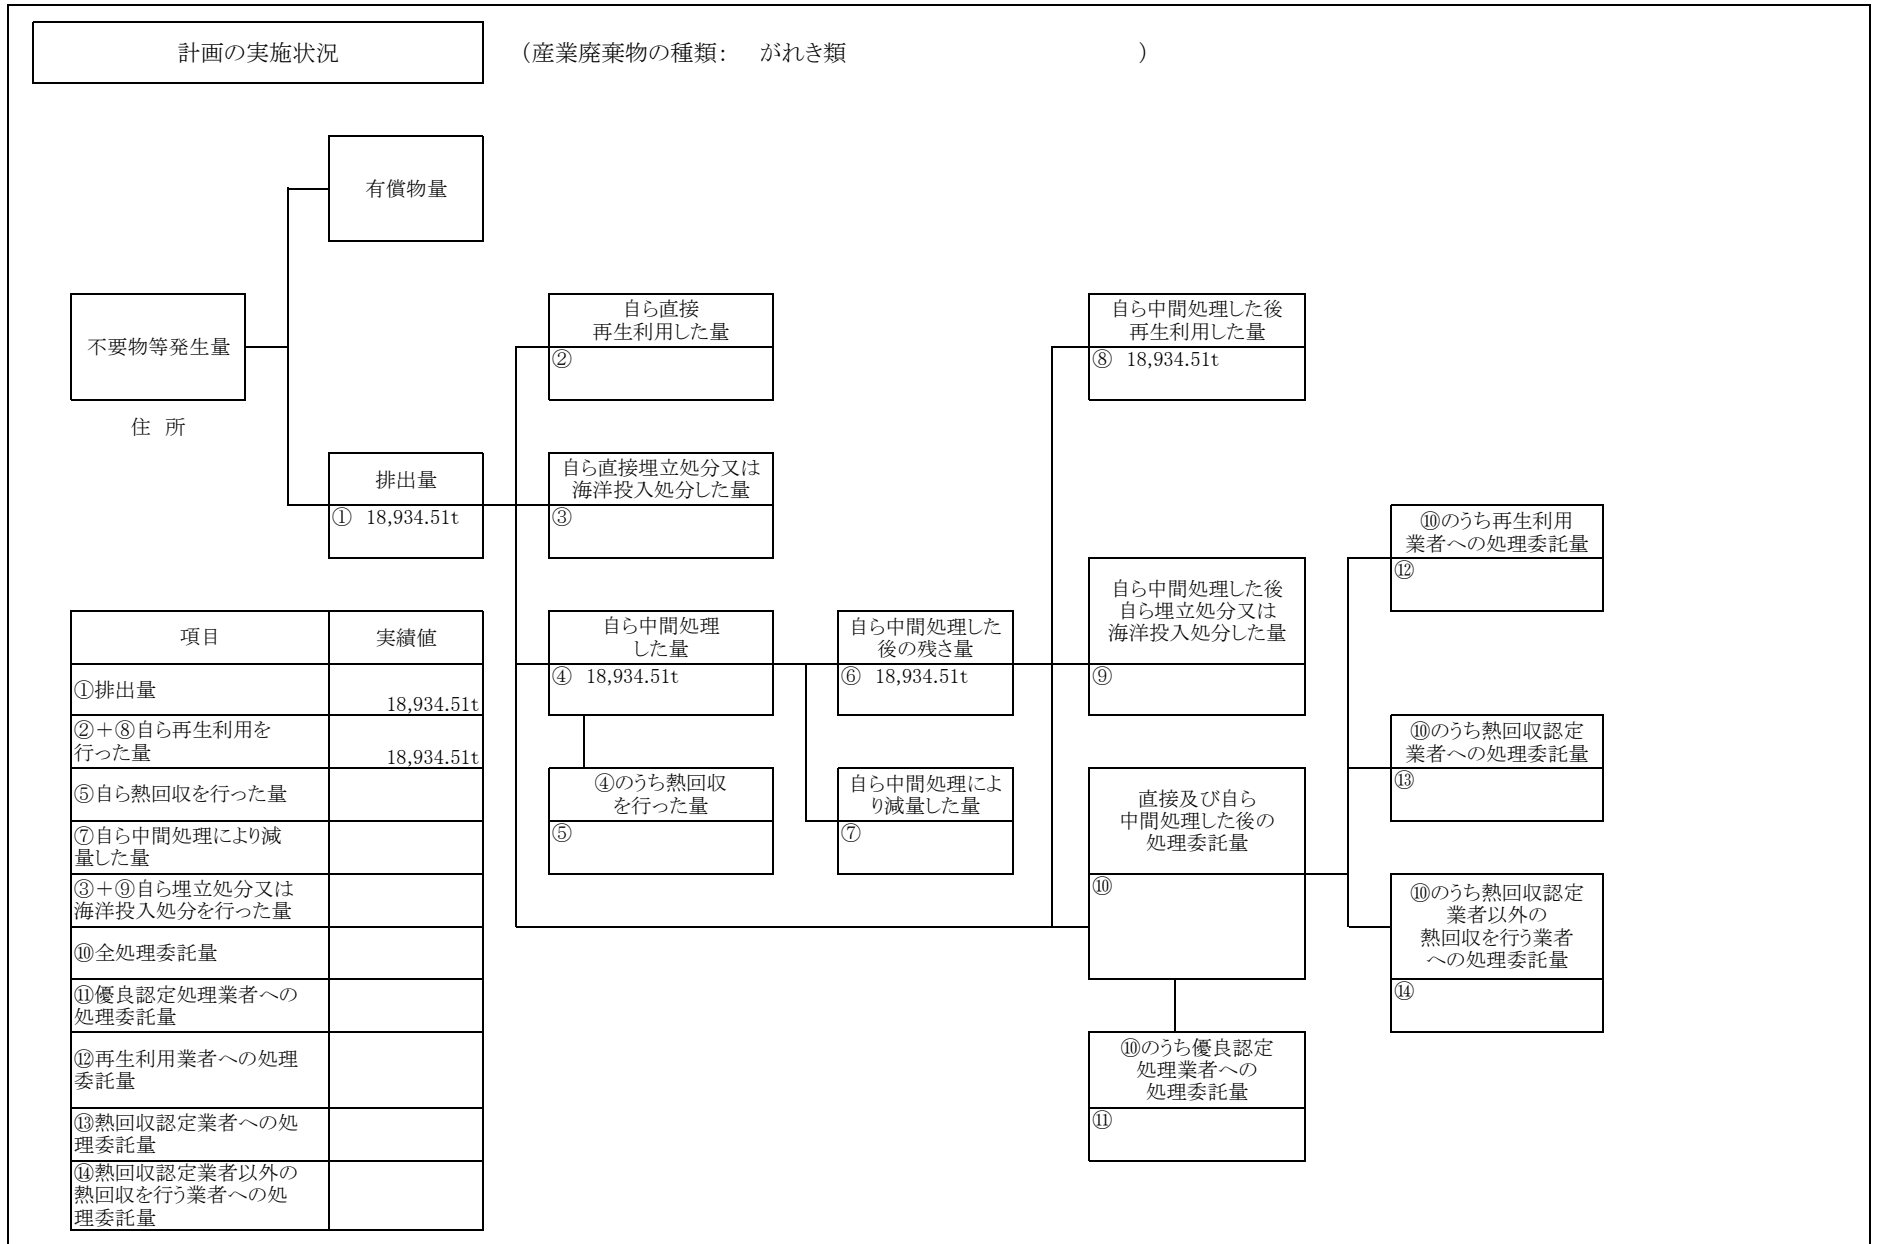 計画の実施状況 （産業廃棄物の種類： がれき類 ）
有償物量
不要物等発生量
住 所
排出量
① 18,934.51t
自ら直接
再生利用した量
②
自ら直接埋立処分又は
海洋投入処分した量
③
自ら中間処理
した量
④ 18,934.51t
④のうち熱回収
を行った量
⑤
自ら中間処理した
後の残さ量
⑥ 18,934.51t
自ら中間処理によ
り減量した量
⑦
自ら中間処理した後
再生利用した量
⑧ 18,934.51t
自ら中間処理した後
自ら埋立処分又は
海洋投入処分した量
⑨
直接及び自ら
中間処理した後の
処理委託量
⑩
⑩のうち優良認定
処理業者への
処理委託量
⑪
⑩のうち再生利用
業者への処理委託量
⑫
⑩のうち熱回収認定
業者への処理委託量
⑬
⑩のうち熱回収認定
業者以外の
熱回収を行う業者
への処理委託量
⑭
項目 実績値
①排出量 18,934.51t
②＋⑧自ら再生利用を
行った量 18,934.51t
⑤自ら熱回収を行った量
⑦自ら中間処理により減
量した量
③＋⑨自ら埋立処分又は
海洋投入処分を行った量
⑩全処理委託量
⑪優良認定処理業者への
処理委託量
⑫再生利用業者への処理
委託量
⑬熱回収認定業者への処
理委託量
⑭熱回収認定業者以外の
熱回収を行う業者への処
理委託量